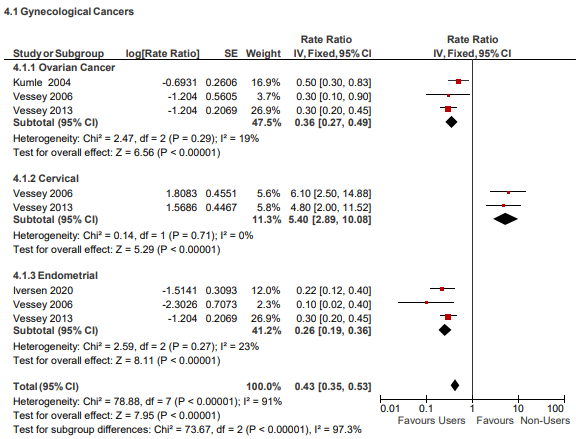 4.1 Gynecological Cancers
Rate Ratio Rate Ratio
Study or Subgroup log[Rate Ratio] SE Weight IV, Fixed, 95% CI IV, Fixed, 95% CI
4.1.1 Ovarian Cancer
Kumle 2004 -0.6931 0.2606 16.9% 0.50 [0.30, 0.83]
Vessey 2006 -1.204 0.5605 3.7% 0.30 [0.10, 0.90]
Vessey 2013 -1.204 0.2069 26.9% 0.30 [0.20, 0.45]
Subtotal (95% CI) 47.5% 0.36 [0.27, 0.49]
Heterogeneity: Chi² = 2.47, df = 2 (P = 0.29); I² = 19%
Test for overall effect: Z = 6.56 (P < 0.00001)
4.1.2 Cervical
Vessey 2006 1.8083 0.4551 5.6% 6.10 [2.50, 14.88]
Vessey 2013 1.5686 0.4467 5.8% 4.80 [2.00, 11.52]
Subtotal (95% CI) 11.3% 5.40 [2.89, 10.08]
Heterogeneity: Chi² = 0.14, df = 1 (P = 0.71); I² = 0%
Test for overall effect: Z = 5.29 (P < 0.00001)
4.1.3 Endometrial
Iversen 2020 -1.5141 0.3093 12.0% 0.22 [0.12, 0.40]
Vessey 2006 -2.3026 0.7073 2.3% 0.10 [0.02, 0.40]
Vessey 2013 -1.204 0.2069 26.9% 0.30 [0.20, 0.45]
Subtotal (95% CI) 41.2% 0.26 [0.19, 0.36]
Heterogeneity: Chi² = 2.59, df = 2 (P = 0.27); I² = 23%
Test for overall effect: Z = 8.11 (P < 0.00001)
Total (95% CI) 100.0% 0.43 [0.35, 0.53]
Heterogeneity: Chi² = 78.88, df = 7 (P < 0.00001); I² = 91%
Test for overall effect: Z = 7.95 (P < 0.00001)
Test for subgroup differences: Chi² = 73.67, df = 2 (P < 0.00001), I² = 97.3%
0.01 0.1 1 10 100
Favours Users Favours Non-Users